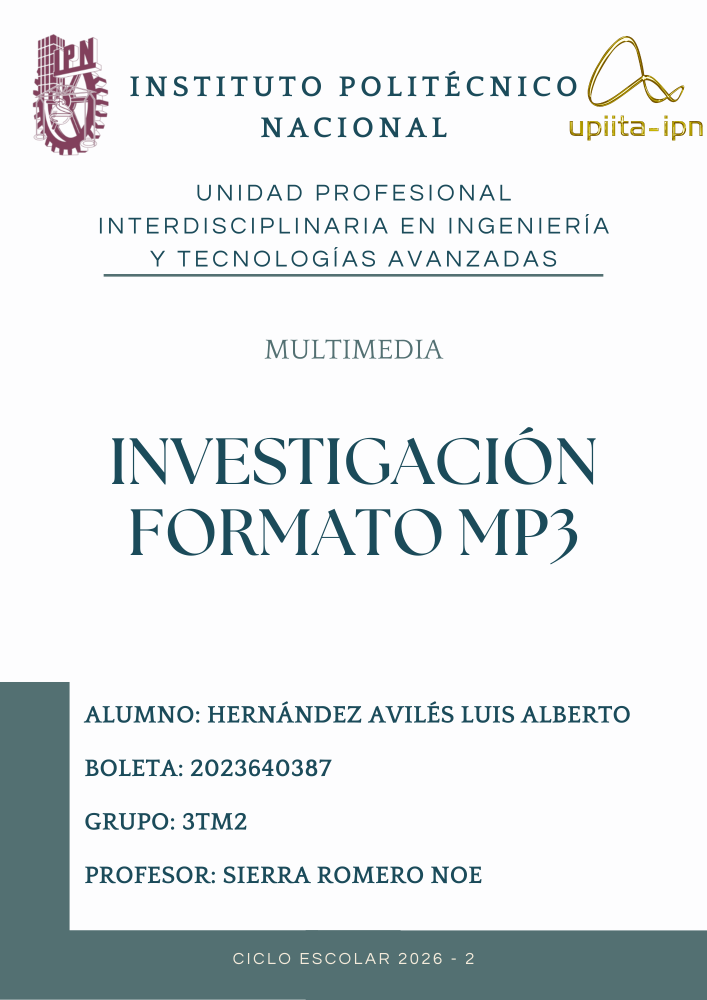 IPN
INSTITUTO POLITÉCNICO
NACIONAL
upiita-ipn
UNIDAD PROFESIONAL
INTERDISCIPLINARIA EN INGENIERÍA
Y TECNOLOGÍAS AVANZADAS
MULTIMEDIA
INVESTIGACIÓN
FORMATO MP3
ALUMNO: HERNÁNDEZ AVILÉS LUIS ALBERTO
BOLETA: 2023640387
GRUPO: 3TM2
PROFESOR: SIERRA ROMERO NOE
CICLO ESCOLAR 2026 - 2